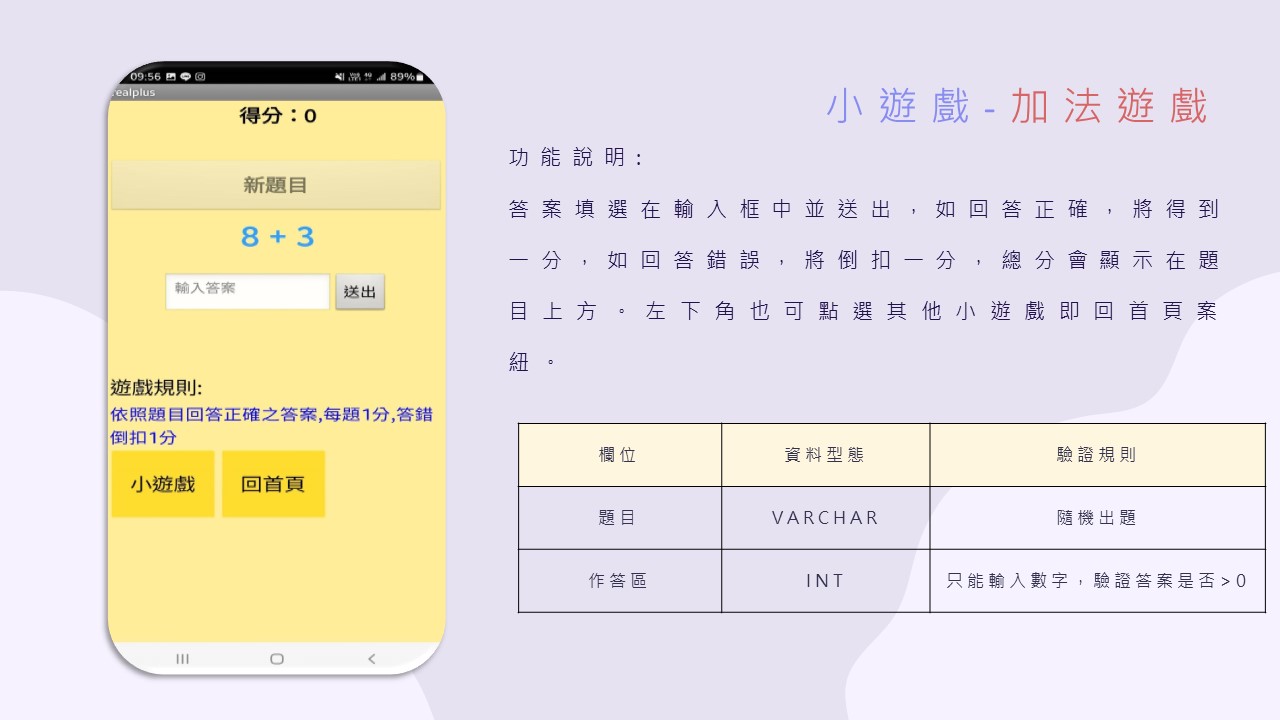 09:56
89%
realplus
得分：0
新題目
8 + 3
輸入答案
送出
遊戲規則:
依照題目回答正確之答案,每題1分,答錯
倒扣1分
小遊戲
回首頁
小遊戲-加法遊戲
功能說明:
答案填選在輸入框中並送出，如回答正確，將得到
一分，如回答錯誤，將倒扣一分，總分會顯示在題
目上方。左下角也可點選其他小遊戲即回首頁案
紐。
欄位 資料型態 驗證規則
題目 VARCHAR 隨機出題
作答區 INT 只能輸入數字，驗證答案是否>0